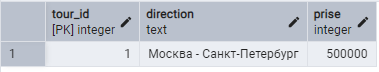 tour_id direction prise
[PK] integer text integer
1 1 Москва - Санкт-Петербург 500000